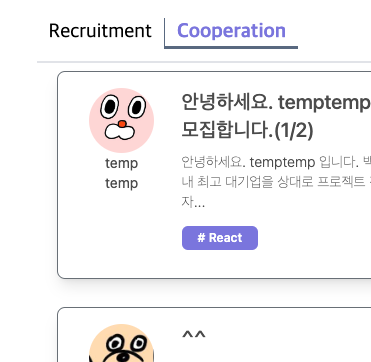 Recruitment
Cooperation
안녕하세요. temptemp
모집합니다.(1/2)
temp
temp
안녕하세요. temptemp 입니다.
내 최고 대기업을 상대로 프로젝트
자...
# React
^^